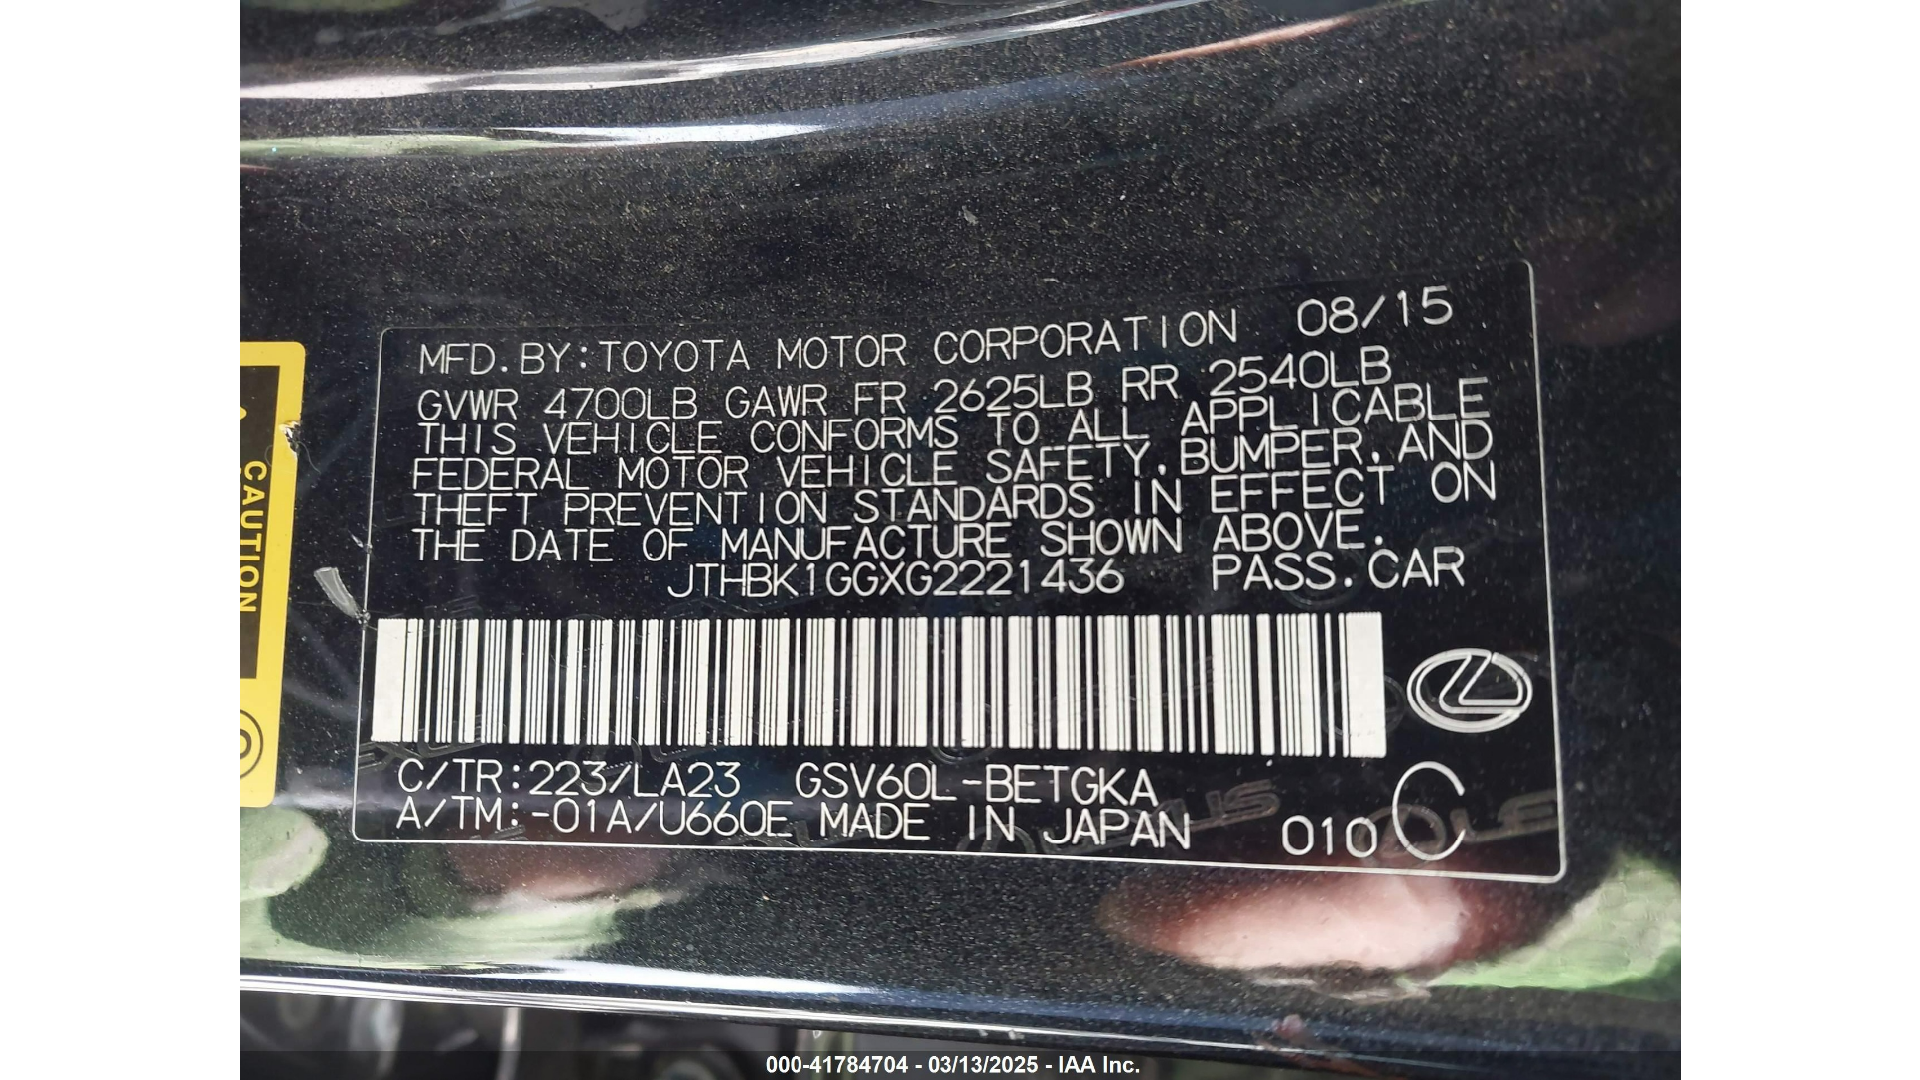 MFD.BY:TOYOTA MOTOR CORPORATION 08/15
GVWR 4700LB GAWR FR 2625LB RR 2540LB
THIS VEHICLE CONFORMS TO ALL APPLICABLE
FEDERAL MOTOR VEHICLE SAFETY,BUMPER,AND
THEFT PREVENTION STANDARDS IN EFFECT ON
THE DATE OF MANUFACTURE SHOWN ABOVE.
JTHBK1GGXG2221436 PASS.CAR
C/TR:223/LA23 GSV60L-BETGKA
A/TM:-01A/U660E MADE IN JAPAN 010 C
CAUTION
000-41784704 - 03/13/2025 - IAA Inc.